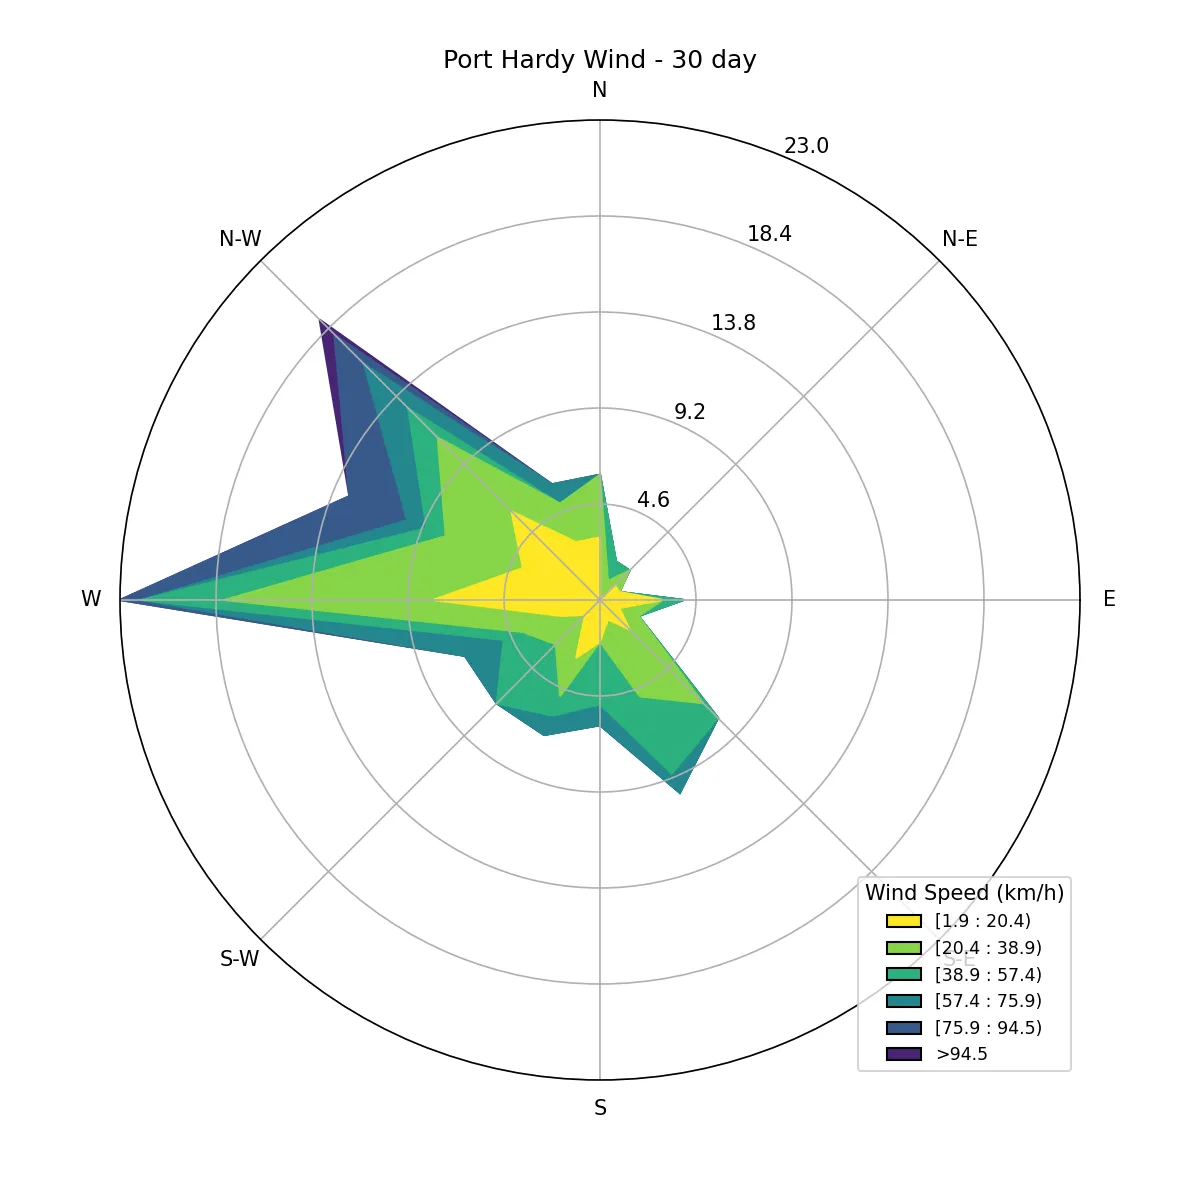 Port Hardy Wind - 30 day
N
23.0
18.4
N-W
N-E
13.8
9.2
4.6
W
E
Wind Speed (km/h)
[1.9 : 20.4)
[20.4 : 38.9)
S-W
S-E
[38.9 : 57.4)
[57.4 : 75.9)
[75.9 : 94.5)
>94.5
S